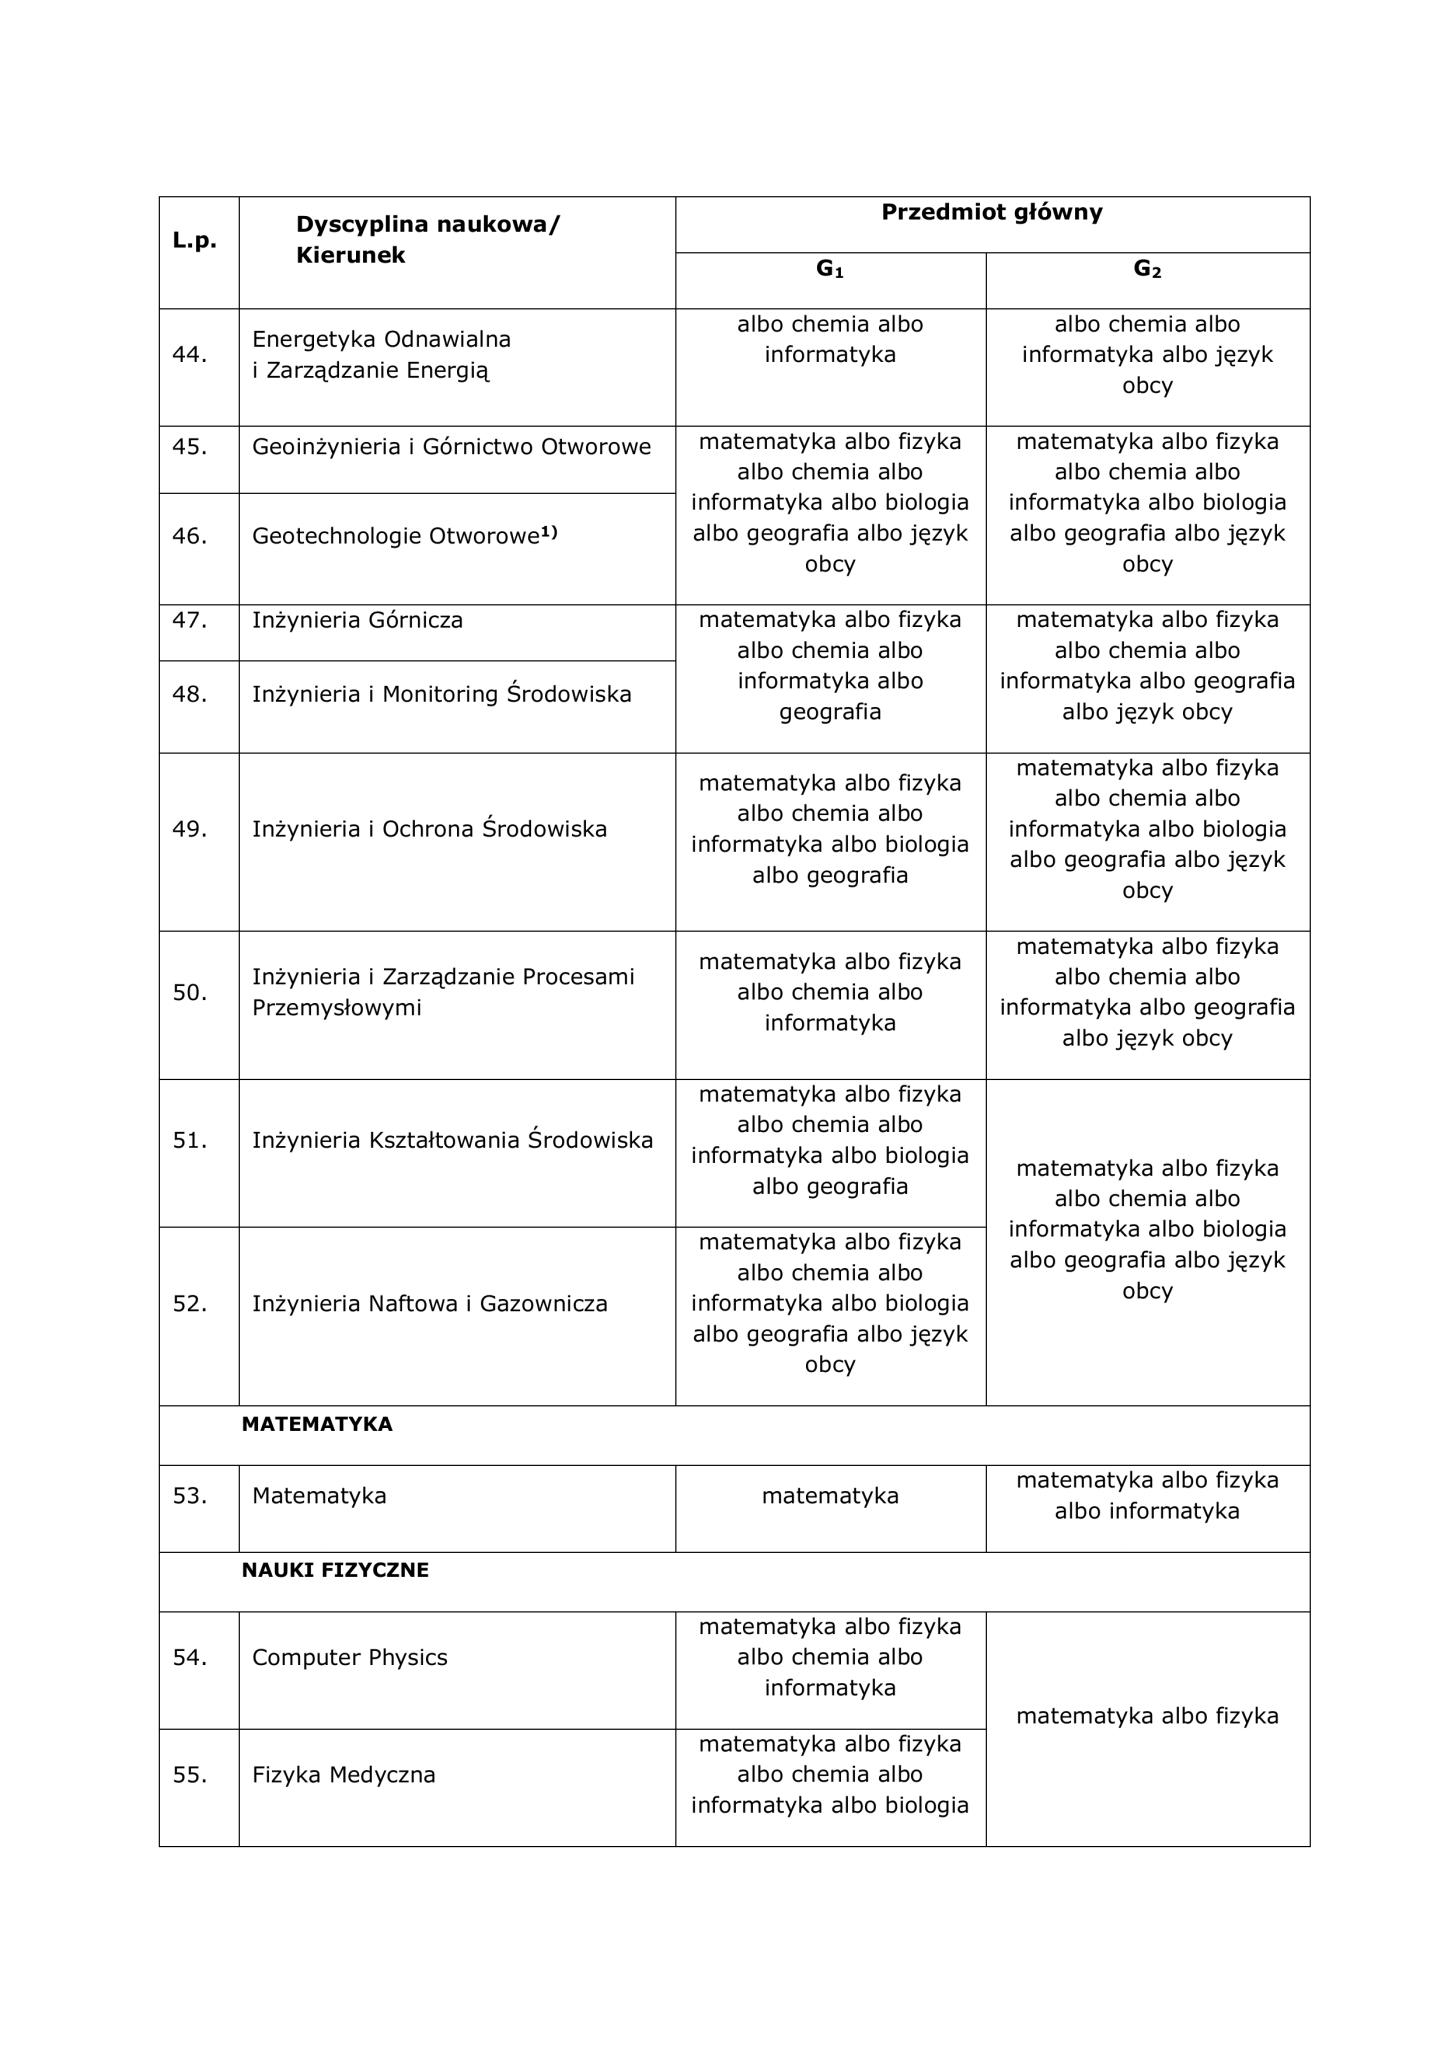 L.p.
Dyscyplina naukowa/
Kierunek
Przedmiot główny
G₁
G₂
44.
Energetyka Odnawialna
i Zarządzanie Energią
albo chemia albo
informatyka
albo chemia albo
informatyka albo język
obcy
45.
Geoinżynieria i Górnictwo Otworowe
matematyka albo fizyka
albo chemia albo
informatyka albo biologia
albo geografia albo język
obcy
matematyka albo fizyka
albo chemia albo
informatyka albo biologia
albo geografia albo język
obcy
46.
Geotechnologie Otworowe¹⁾
47.
Inżynieria Górnicza
matematyka albo fizyka
albo chemia albo
informatyka albo
geografia
matematyka albo fizyka
albo chemia albo
informatyka albo geografia
albo język obcy
48.
Inżynieria i Monitoring Środowiska
49.
Inżynieria i Ochrona Środowiska
matematyka albo fizyka
albo chemia albo
informatyka albo biologia
albo geografia
matematyka albo fizyka
albo chemia albo
informatyka albo biologia
albo geografia albo język
obcy
50.
Inżynieria i Zarządzanie Procesami
Przemysłowymi
matematyka albo fizyka
albo chemia albo
informatyka
matematyka albo fizyka
albo chemia albo
informatyka albo geografia
albo język obcy
51.
Inżynieria Kształtowania Środowiska
matematyka albo fizyka
albo chemia albo
informatyka albo biologia
albo geografia
matematyka albo fizyka
albo chemia albo
informatyka albo biologia
albo geografia albo język
obcy
52.
Inżynieria Naftowa i Gazownicza
matematyka albo fizyka
albo chemia albo
informatyka albo biologia
albo geografia albo język
obcy
MATEMATYKA
53.
Matematyka
matematyka
matematyka albo fizyka
albo informatyka
NAUKI FIZYCZNE
54.
Computer Physics
matematyka albo fizyka
albo chemia albo
informatyka
matematyka albo fizyka
55.
Fizyka Medyczna
matematyka albo fizyka
albo chemia albo
informatyka albo biologia